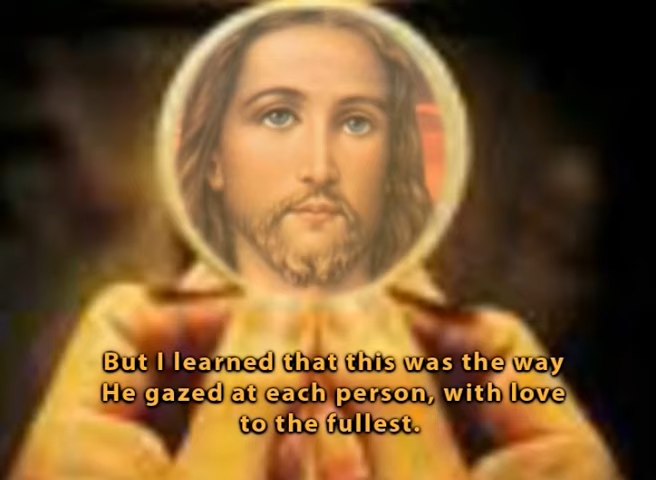 But I learned that this was the way
He gazed at each person, with love
to the fullest.